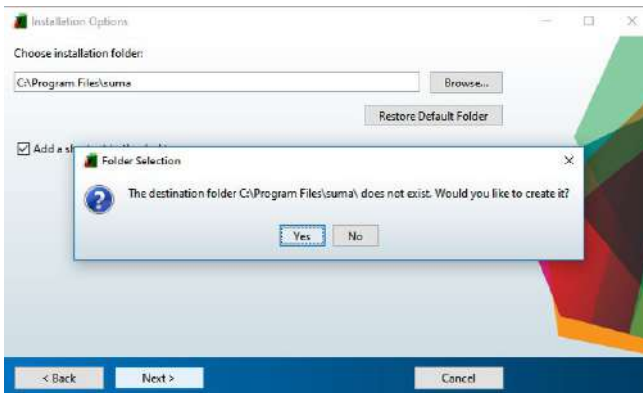 Installation Options
Choose installation folder:
C:\Program Files\suma
Browse...
Restore Default Folder
Add a
Folder Selection
The destination folder C:\Program Files\suma\ does not exist. Would you like to create it?
Yes
No
< Back
Next >
Cancel